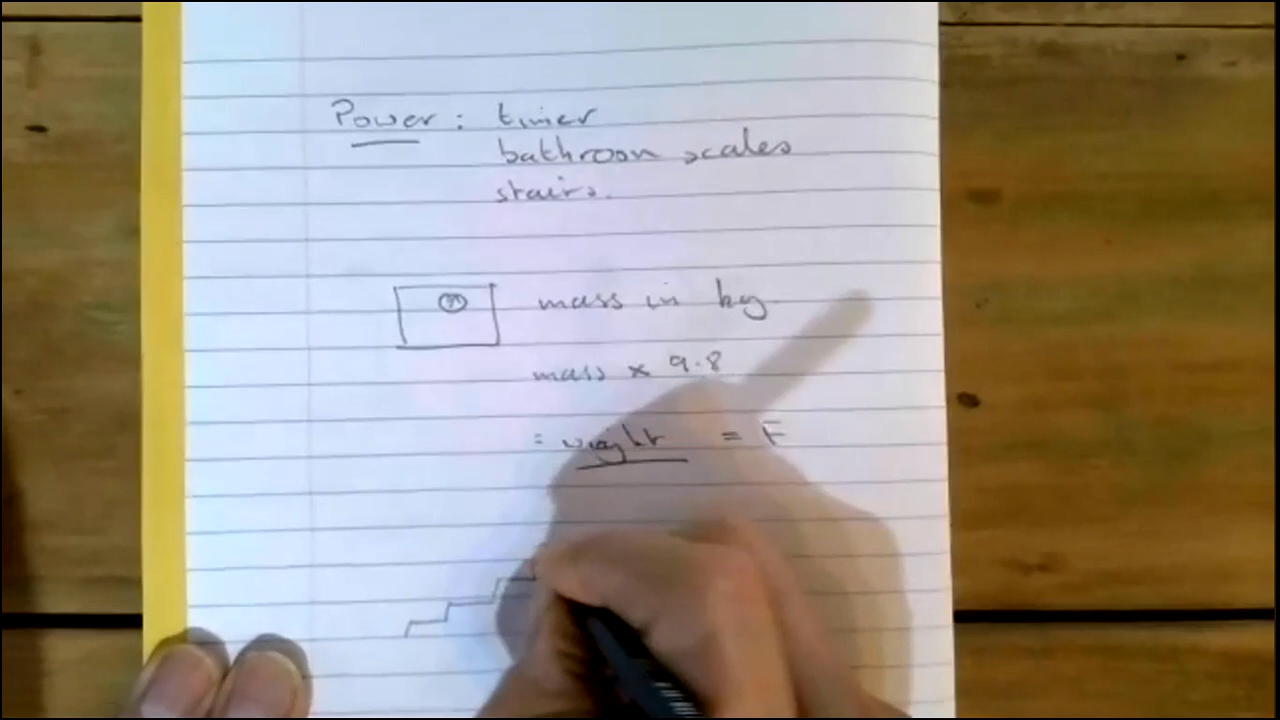 Power: timer
bathroom scales
stairs.
mass in kg
mass x 9.8
= weight = F